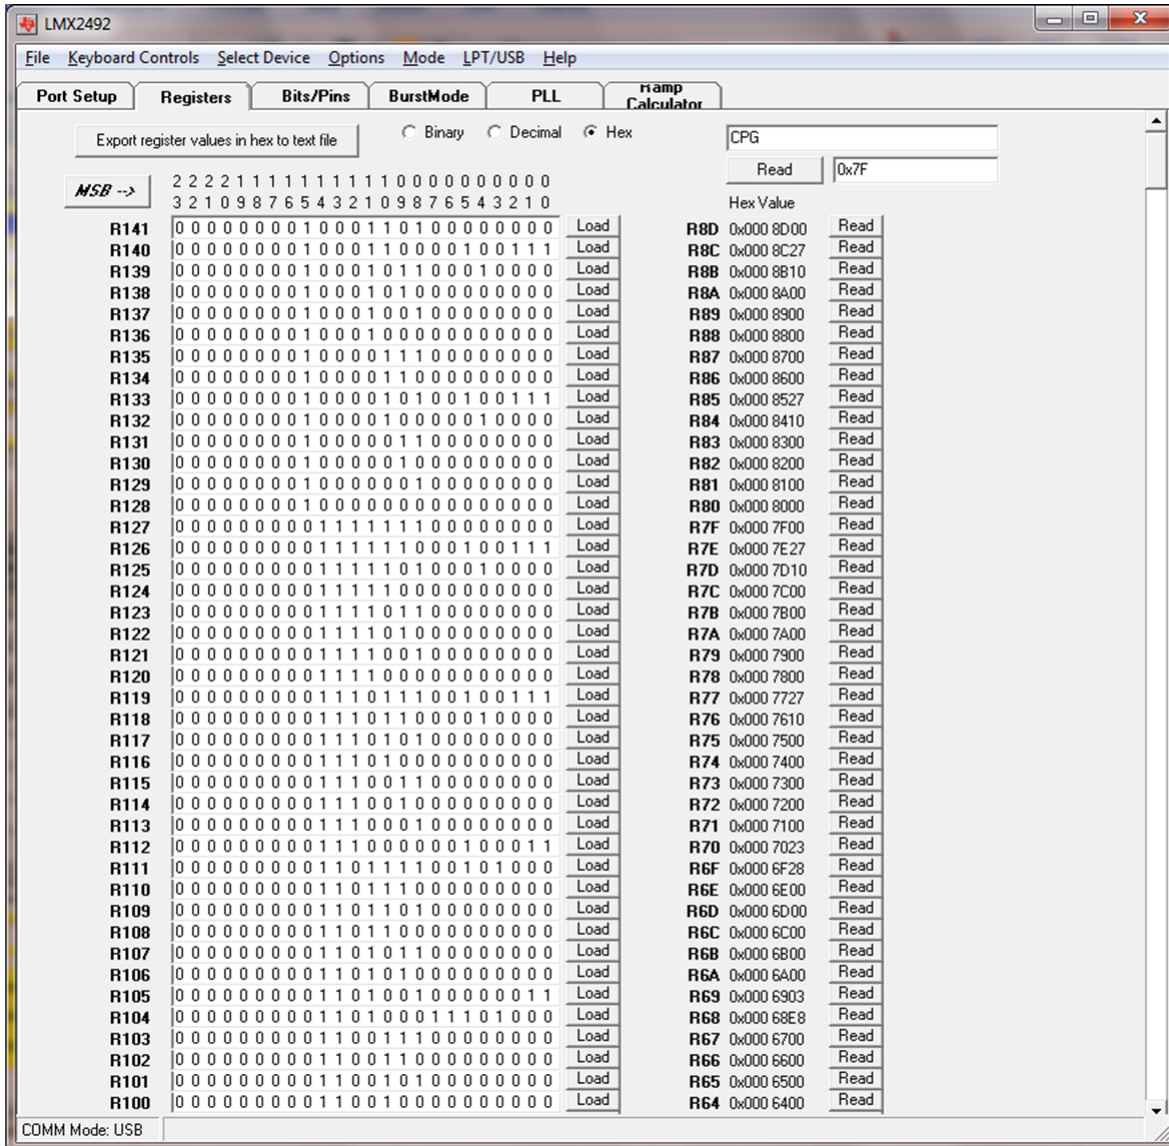 LMX2492
File Keyboard Controls Select Device Options Mode LPT/USB Help
Port Setup Registers Bits/Pins BurstMode PLL Ramp Calculator
Export register values in hex to text file Binary Decimal Hex CPG
Read 0x7F
MSB --> 2 2 2 2 1 1 1 1 1 1 1 1 1 1 0 0 0 0 0 0 0 0 0 0
3 2 1 0 9 8 7 6 5 4 3 2 1 0 9 8 7 6 5 4 3 2 1 0 Hex Value
R141 0 0 0 0 0 0 0 0 1 0 0 0 1 1 0 1 0 0 0 0 0 0 0 0 Load R8D 0x000 8D00 Read
R140 0 0 0 0 0 0 0 0 1 0 0 0 1 1 0 0 0 0 1 0 0 1 1 1 Load R8C 0x000 8C27 Read
R139 0 0 0 0 0 0 0 0 1 0 0 0 1 0 1 1 0 0 0 1 0 0 0 0 Load R8B 0x000 8B10 Read
R138 0 0 0 0 0 0 0 0 1 0 0 0 1 0 1 0 0 0 0 0 0 0 0 0 Load R8A 0x000 8A00 Read
R137 0 0 0 0 0 0 0 0 1 0 0 0 1 0 0 1 0 0 0 0 0 0 0 0 Load R89 0x000 8900 Read
R136 0 0 0 0 0 0 0 0 1 0 0 0 1 0 0 0 0 0 0 0 0 0 0 0 Load R88 0x000 8800 Read
R135 0 0 0 0 0 0 0 0 1 0 0 0 0 1 1 1 0 0 0 0 0 0 0 0 Load R87 0x000 8700 Read
R134 0 0 0 0 0 0 0 0 1 0 0 0 0 1 1 0 0 0 0 0 0 0 0 0 Load R86 0x000 8600 Read
R133 0 0 0 0 0 0 0 0 1 0 0 0 0 1 0 1 0 0 1 0 0 1 1 1 Load R85 0x000 8527 Read
R132 0 0 0 0 0 0 0 0 1 0 0 0 0 1 0 0 0 0 0 1 0 0 0 0 Load R84 0x000 8410 Read
R131 0 0 0 0 0 0 0 0 1 0 0 0 0 0 1 1 0 0 0 0 0 0 0 0 Load R83 0x000 8300 Read
R130 0 0 0 0 0 0 0 0 1 0 0 0 0 0 1 0 0 0 0 0 0 0 0 0 Load R82 0x000 8200 Read
R129 0 0 0 0 0 0 0 0 1 0 0 0 0 0 0 1 0 0 0 0 0 0 0 0 Load R81 0x000 8100 Read
R128 0 0 0 0 0 0 0 0 1 0 0 0 0 0 0 0 0 0 0 0 0 0 0 0 Load R80 0x000 8000 Read
R127 0 0 0 0 0 0 0 0 0 1 1 1 1 1 1 1 0 0 0 0 0 0 0 0 Load R7F 0x000 7F00 Read
R126 0 0 0 0 0 0 0 0 0 1 1 1 1 1 1 0 0 0 1 0 0 1 1 1 Load R7E 0x000 7E27 Read
R125 0 0 0 0 0 0 0 0 0 1 1 1 1 1 0 1 0 0 0 1 0 0 0 0 Load R7D 0x000 7D10 Read
R124 0 0 0 0 0 0 0 0 0 1 1 1 1 1 0 0 0 0 0 0 0 0 0 0 Load R7C 0x000 7C00 Read
R123 0 0 0 0 0 0 0 0 0 1 1 1 1 0 1 1 0 0 0 0 0 0 0 0 Load R7B 0x000 7B00 Read
R122 0 0 0 0 0 0 0 0 0 1 1 1 1 0 1 0 0 0 0 0 0 0 0 0 Load R7A 0x000 7A00 Read
R121 0 0 0 0 0 0 0 0 0 1 1 1 1 0 0 1 0 0 0 0 0 0 0 0 Load R79 0x000 7900 Read
R120 0 0 0 0 0 0 0 0 0 1 1 1 1 0 0 0 0 0 0 0 0 0 0 0 Load R78 0x000 7800 Read
R119 0 0 0 0 0 0 0 0 0 1 1 1 0 1 1 1 0 0 1 0 0 1 1 1 Load R77 0x000 7727 Read
R118 0 0 0 0 0 0 0 0 0 1 1 1 0 1 1 0 0 0 0 1 0 0 0 0 Load R76 0x000 7610 Read
R117 0 0 0 0 0 0 0 0 0 1 1 1 0 1 0 1 0 0 0 0 0 0 0 0 Load R75 0x000 7500 Read
R116 0 0 0 0 0 0 0 0 0 1 1 1 0 1 0 0 0 0 0 0 0 0 0 0 Load R74 0x000 7400 Read
R115 0 0 0 0 0 0 0 0 0 1 1 1 0 0 1 1 0 0 0 0 0 0 0 0 Load R73 0x000 7300 Read
R114 0 0 0 0 0 0 0 0 0 1 1 1 0 0 1 0 0 0 0 0 0 0 0 0 Load R72 0x000 7200 Read
R113 0 0 0 0 0 0 0 0 0 1 1 1 0 0 0 1 0 0 0 0 0 0 0 0 Load R71 0x000 7100 Read
R112 0 0 0 0 0 0 0 0 0 1 1 1 0 0 0 0 0 0 1 0 0 0 1 1 Load R70 0x000 7023 Read
R111 0 0 0 0 0 0 0 0 0 1 1 0 1 1 1 1 0 0 1 0 1 0 0 0 Load R6F 0x000 6F28 Read
R110 0 0 0 0 0 0 0 0 0 1 1 0 1 1 1 0 0 0 0 0 0 0 0 0 Load R6E 0x000 6E00 Read
R109 0 0 0 0 0 0 0 0 0 1 1 0 1 1 0 1 0 0 0 0 0 0 0 0 Load R6D 0x000 6D00 Read
R108 0 0 0 0 0 0 0 0 0 1 1 0 1 1 0 0 0 0 0 0 0 0 0 0 Load R6C 0x000 6C00 Read
R107 0 0 0 0 0 0 0 0 0 1 1 0 1 0 1 1 0 0 0 0 0 0 0 0 Load R6B 0x000 6B00 Read
R106 0 0 0 0 0 0 0 0 0 1 1 0 1 0 1 0 0 0 0 0 0 0 0 0 Load R6A 0x000 6A00 Read
R105 0 0 0 0 0 0 0 0 0 1 1 0 1 0 0 1 0 0 0 0 0 0 1 1 Load R69 0x000 6903 Read
R104 0 0 0 0 0 0 0 0 0 1 1 0 1 0 0 0 1 1 1 0 1 0 0 0 Load R68 0x000 68E8 Read
R103 0 0 0 0 0 0 0 0 0 1 1 0 0 1 1 1 0 0 0 0 0 0 0 0 Load R67 0x000 6700 Read
R102 0 0 0 0 0 0 0 0 0 1 1 0 0 1 1 0 0 0 0 0 0 0 0 0 Load R66 0x000 6600 Read
R101 0 0 0 0 0 0 0 0 0 1 1 0 0 1 0 1 0 0 0 0 0 0 0 0 Load R65 0x000 6500 Read
R100 0 0 0 0 0 0 0 0 0 1 1 0 0 1 0 0 0 0 0 0 0 0 0 0 Load R64 0x000 6400 Read
COMM Mode: USB